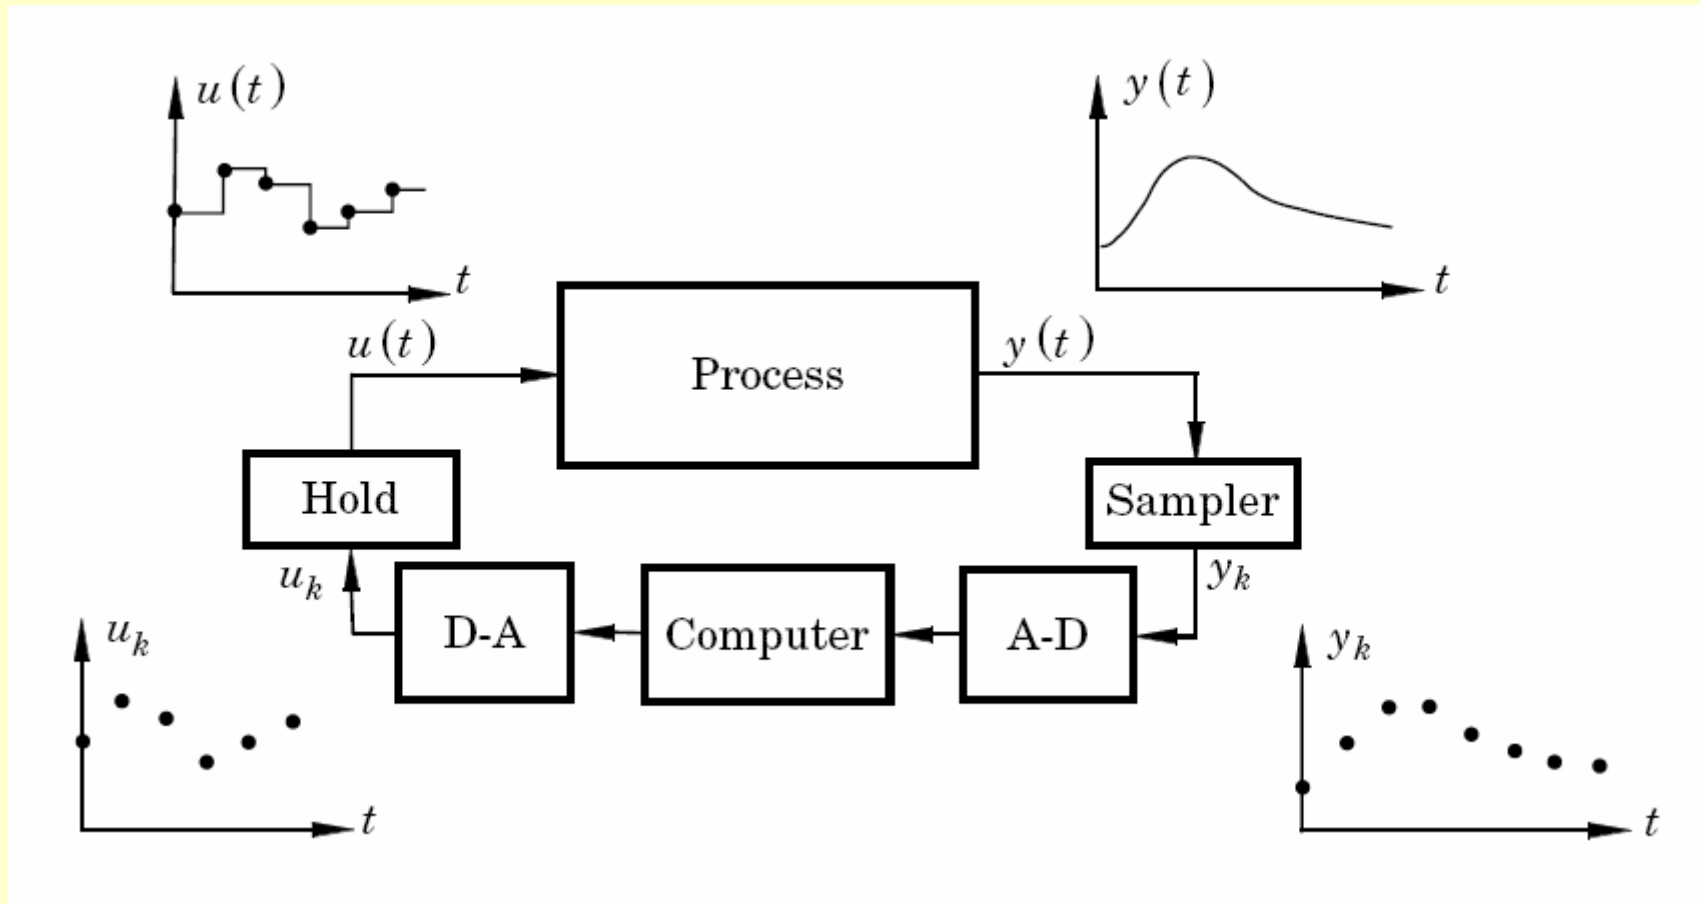 u(t)
y(t)
t
t
u(t)
y(t)
Process
Hold
Sampler
u_k
y_k
D-A
Computer
A-D
u_k
y_k
t
t